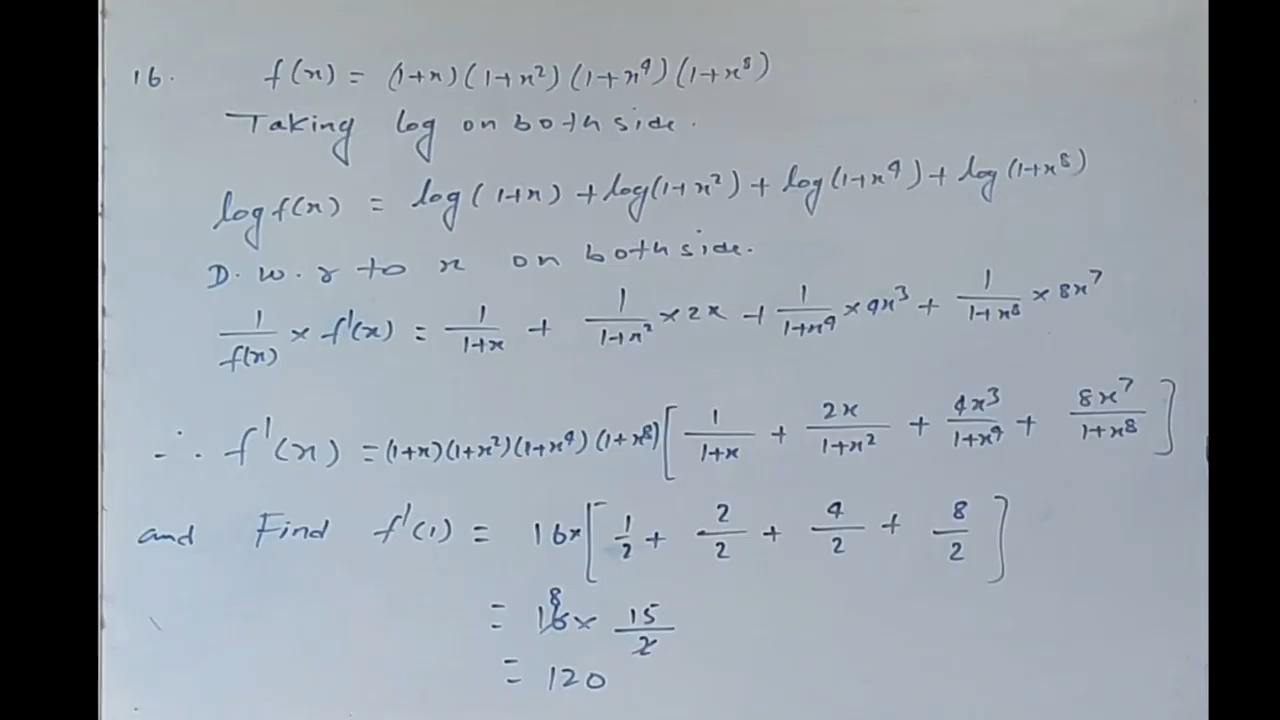 16. f(x) = (1+x)(1+x²)(1+x⁴)(1+x⁸)
Taking log on both side.
log f(x) = log(1+x) + log(1+x²) + log(1+x⁴) + log(1+x⁸)
D.w.r to x on both side.
1/f(x) × f'(x) = 1/(1+x) + 1/(1+x²) × 2x + 1/(1+x⁴) × 4x³ + 1/(1+x⁸) × 8x⁷
∴ f'(x) = (1+x)(1+x²)(1+x⁴)(1+x⁸) [1/(1+x) + 2x/(1+x²) + 4x³/(1+x⁴) + 8x⁷/(1+x⁸)]
and Find f'(1) = 16× [1/2 + 2/2 + 4/2 + 8/2]
= 16 8 × 15/2
= 120